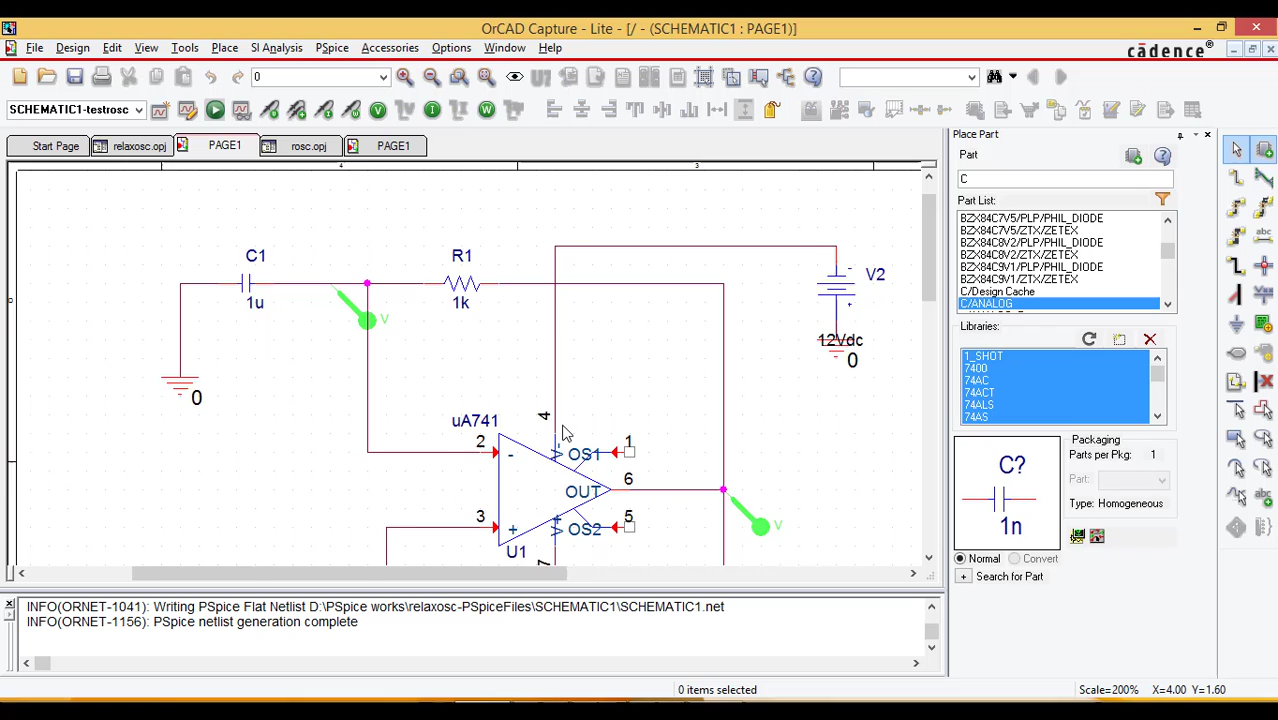 OrCAD Capture - Lite - [/ - (SCHEMATIC1 : PAGE1)]
File Design Edit View Tools Place SI Analysis PSpice Accessories Options Window Help
cādence®
0
SCHEMATIC1-testrosc
Start Page relaxosc.opj PAGE1 rosc.opj PAGE1
4 3
C1
1u
R1
1k
V2
12Vdc
0
0
V
V
uA741
4
2
-
V-
OS1
1
OUT
6
3
+
V+
OS2
5
U1
7
Place Part
Part
C
Part List:
BZX84C7V5/PLP/PHIL_DIODE
BZX84C7V5/ZTX/ZETEX
BZX84C8V2/PLP/PHIL_DIODE
BZX84C8V2/ZTX/ZETEX
BZX84C9V1/PLP/PHIL_DIODE
BZX84C9V1/ZTX/ZETEX
C/Design Cache
C/ANALOG
Libraries:
1_SHOT
7400
74AC
74ACT
74ALS
74AS
C?
1n
Packaging
Parts per Pkg: 1
Part:
Type: Homogeneous
Normal Convert
Search for Part
INFO(ORNET-1041): Writing PSpice Flat Netlist D:\PSpice works\relaxosc-PSpiceFiles\SCHEMATIC1\SCHEMATIC1.net
INFO(ORNET-1156): PSpice netlist generation complete
0 items selected Scale=200% X=4.00 Y=1.60